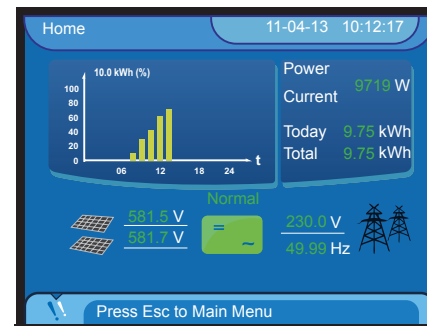 Home 11-04-13 10:12:17
10.0 kWh (%)
100
80
60
40
20
0
06 12 18 24 t
Power
Current 9719 W
Today 9.75 kWh
Total 9.75 kWh
Normal
581.5 V
581.7 V
= ~
230.0 V
49.99 Hz
Press Esc to Main Menu